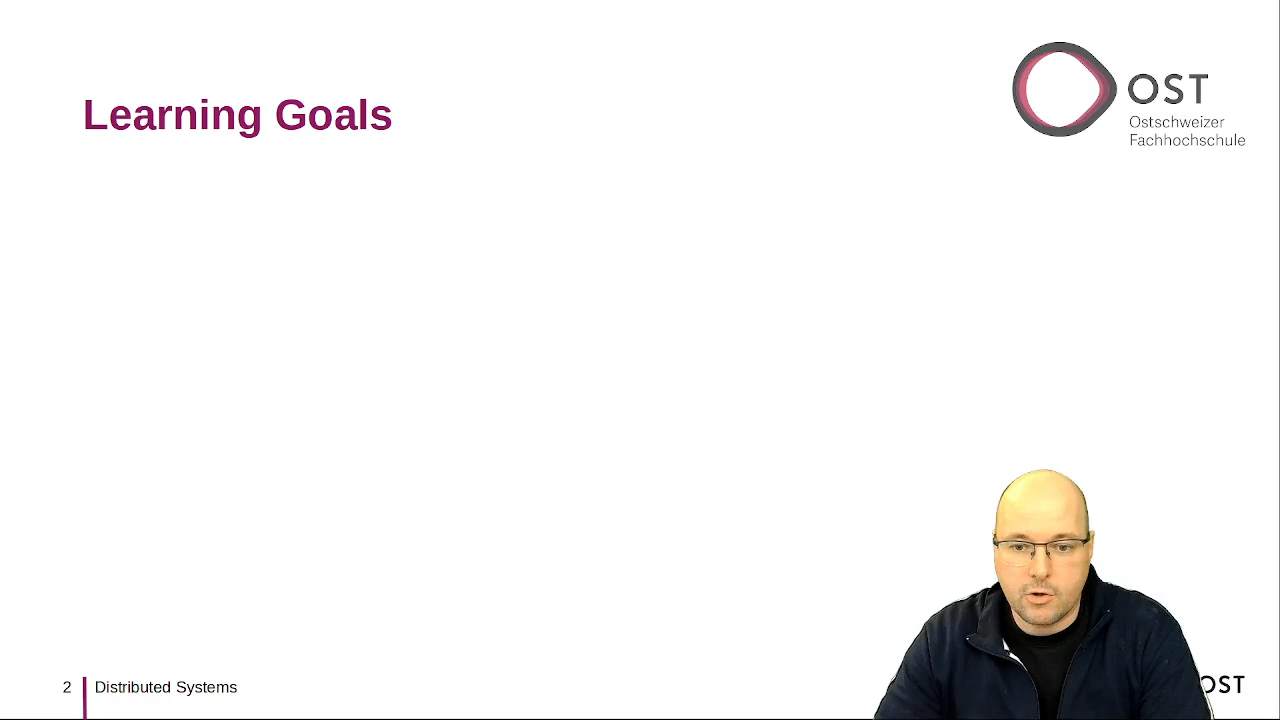 Learning Goals
OST
Ostschweizer
Fachhochschule
2
Distributed Systems
OST